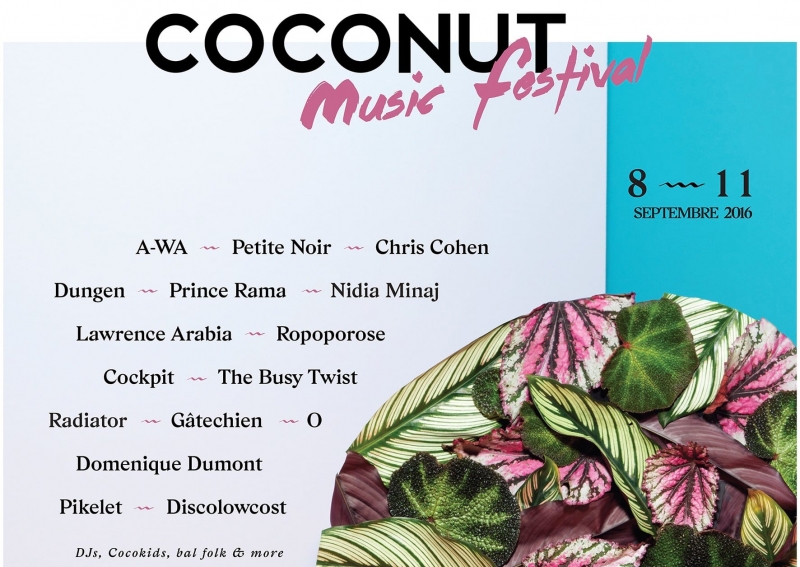 COCONUT
Music Festival
8 〰 11
SEPTEMBRE 2016
A-WA 〰 Petite Noir 〰 Chris Cohen
Dungen 〰 Prince Rama 〰 Nidia Minaj
Lawrence Arabia 〰 Ropoporose
Cockpit 〰 The Busy Twist
Radiator 〰 Gâtechien 〰 O
Domenique Dumont
Pikelet 〰 Discolowcost
DJs, Cocokids, bal folk & more